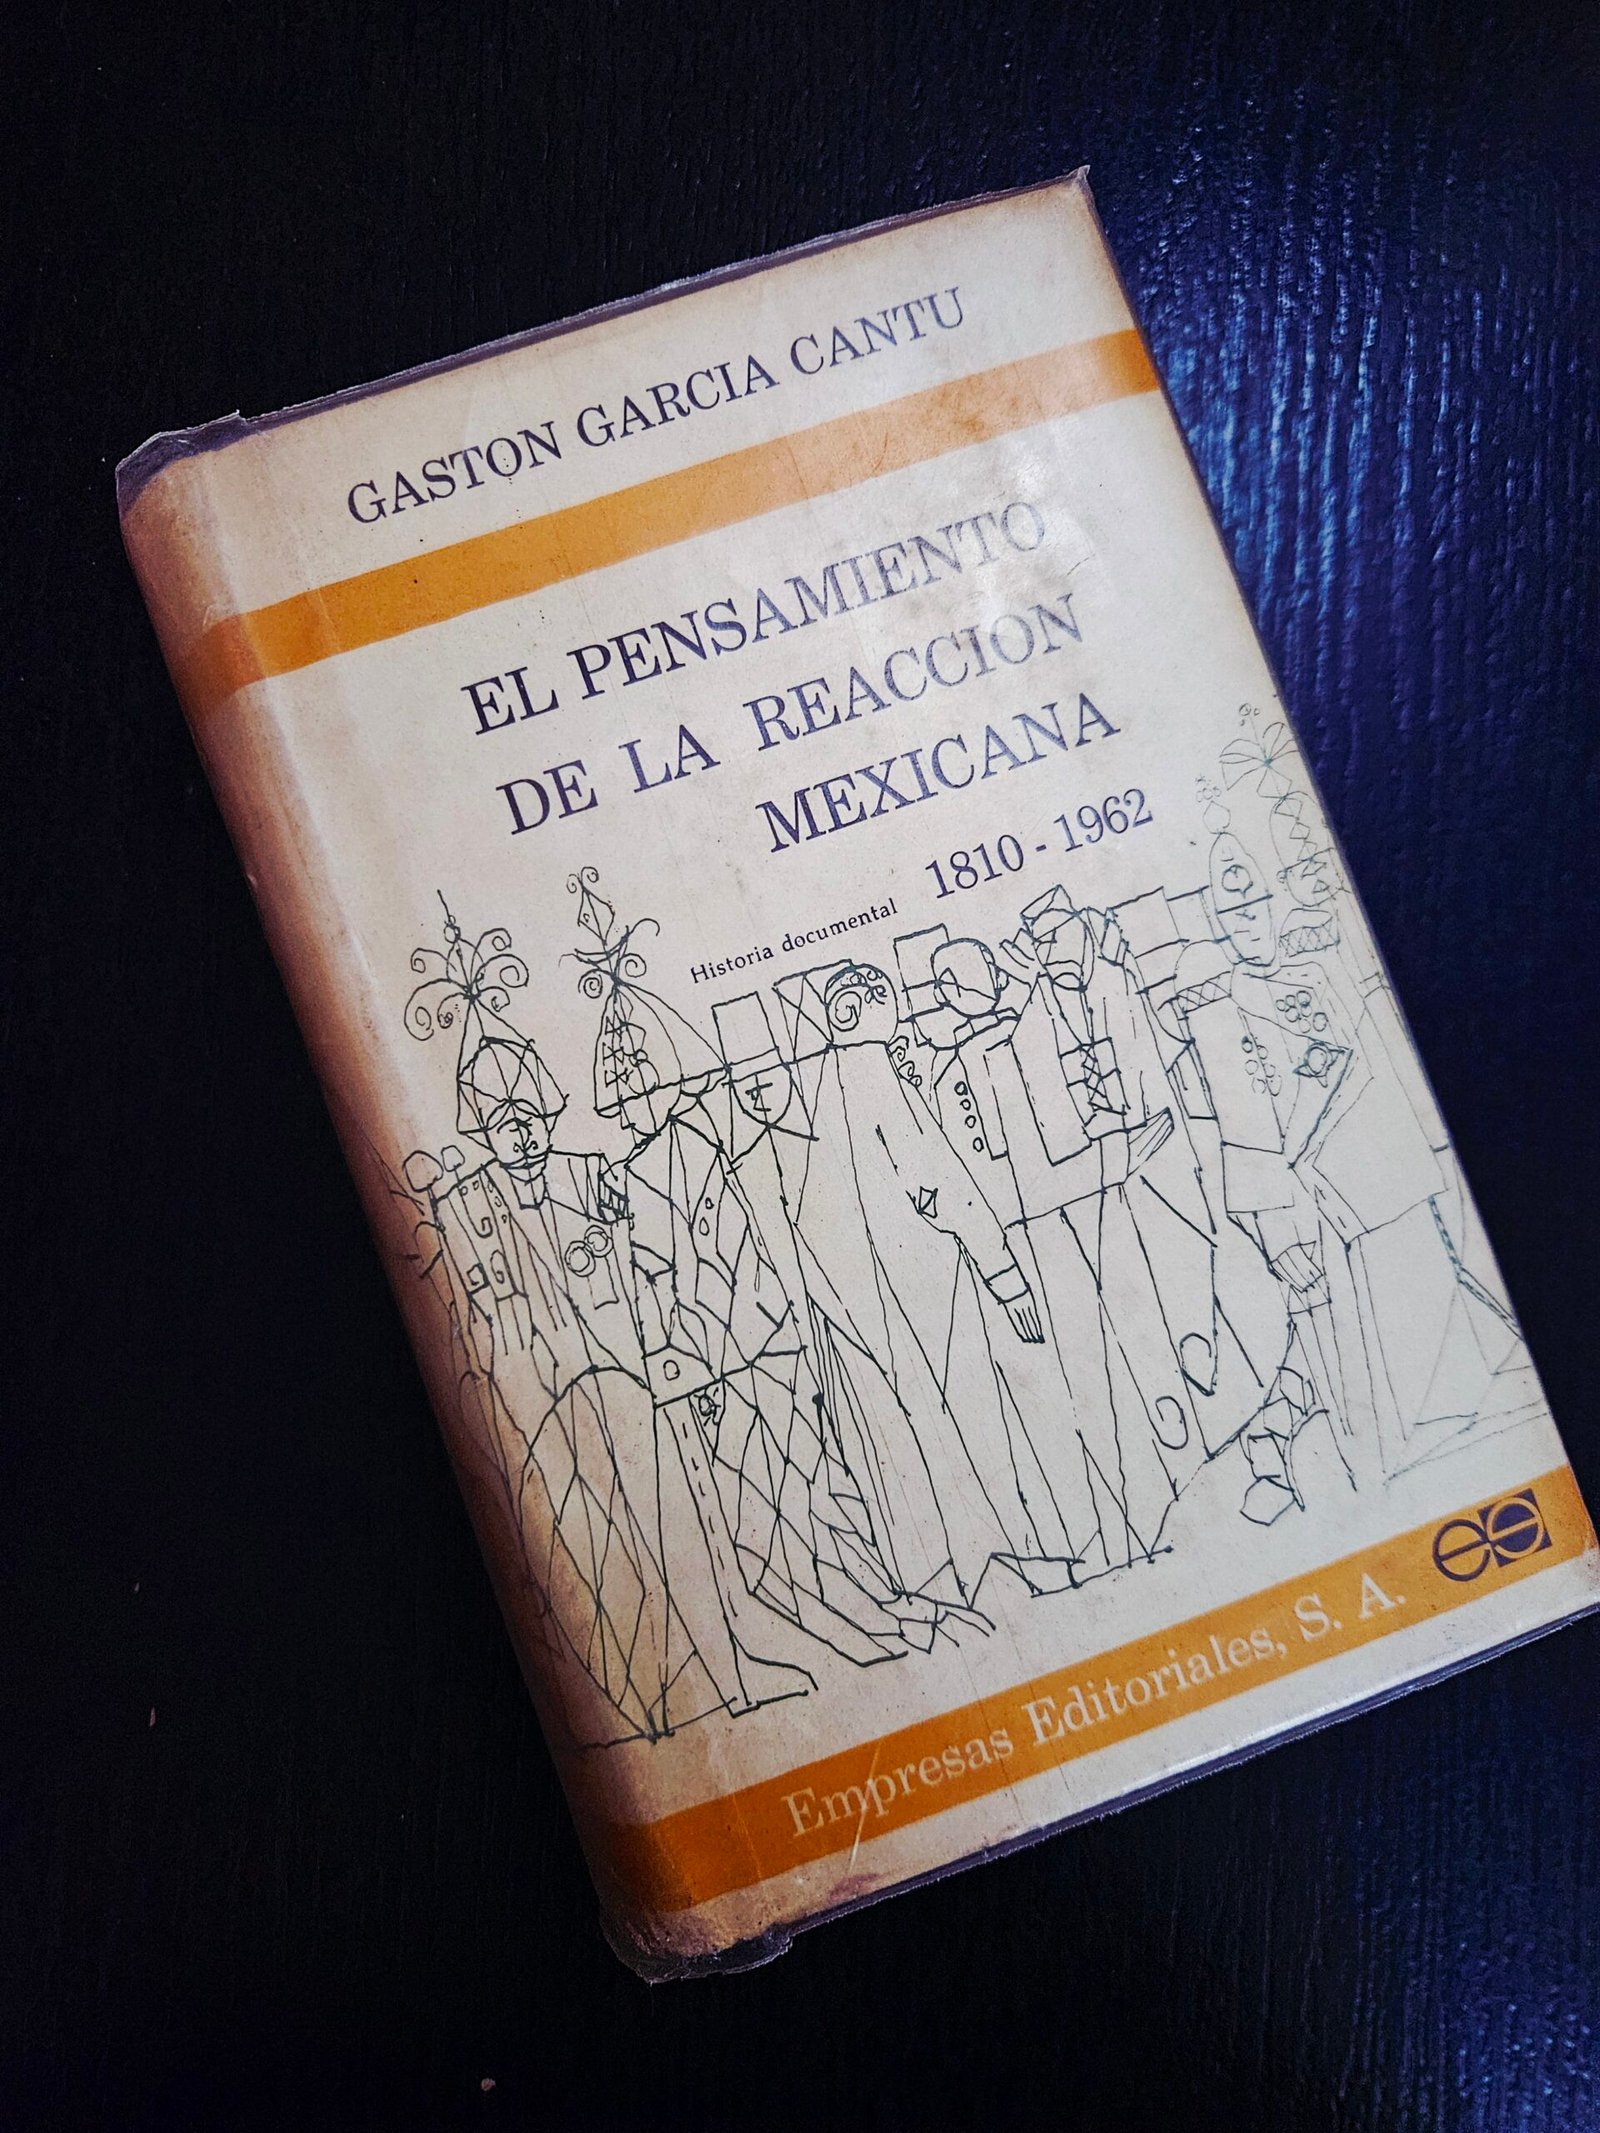 GASTON GARCIA CANTU
EL PENSAMIENTO
DE LA REACCION
MEXICANA
1810 - 1962
Historia documental
Empresas Editoriales, S. A.